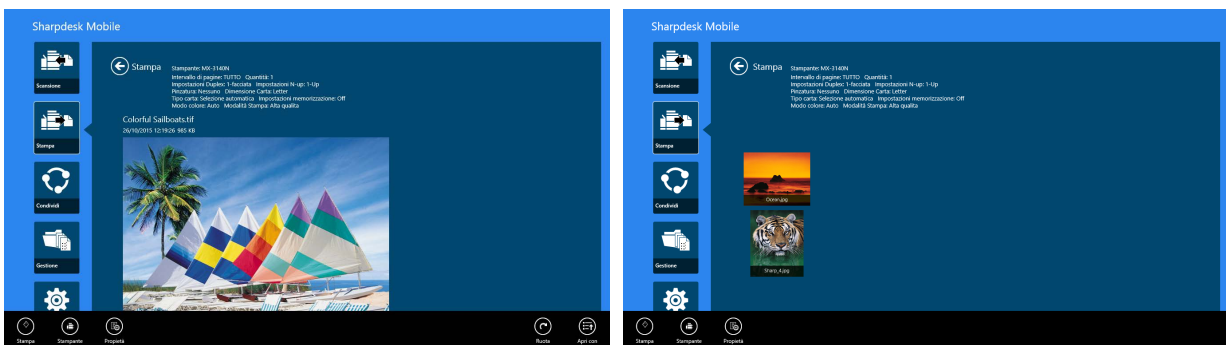 Sharpdesk Mobile
Scansione
Stampa
Condividi
Gestione
Stampa
Stampante: MX-3140N
Intervallo di pagine: TUTTO Quantità: 1
Impostazioni Duplex: 1-facciata Impostazioni N-up: 1-Up
Pinzatura: Nessuno Dimensione Carta: Letter
Tipo carta: Selezione automatica Impostazioni memorizzazione: Off
Modo colore: Auto Modalità Stampa: Alta qualita
Colorful Sailboats.tif
26/10/2015 12:19:26 985 KB
Stampa
Stampante
Propietà
Ruote
Apri con
Sharpdesk Mobile
Scansione
Stampa
Condividi
Gestione
Stampa
Stampante: MX-3140N
Intervallo di pagine: TUTTO Quantità: 1
Impostazioni Duplex: 1-facciata Impostazioni N-up: 1-Up
Pinzatura: Nessuno Dimensione Carta: Letter
Tipo carta: Selezione automatica Impostazioni memorizzazione: Off
Modo colore: Auto Modalità Stampa: Alta qualita
Ocean.jpg
Sharp_4.jpg
Stampa
Stampante
Propietà